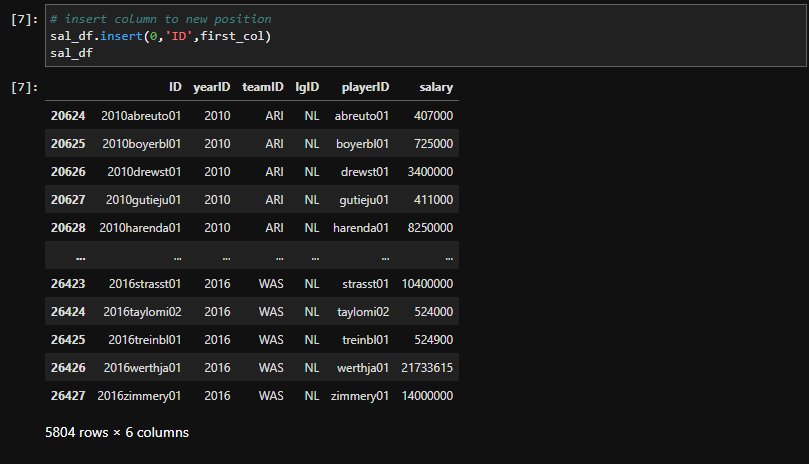 [7]: # insert column to new position
sal_df.insert(0,'ID',first_col)
sal_df
[7]: ID yearID teamID lgID playerID salary
20624 2010abreuto01 2010 ARI NL abreuto01 407000
20625 2010boyerbl01 2010 ARI NL boyerbl01 725000
20626 2010drewst01 2010 ARI NL drewst01 3400000
20627 2010gutieju01 2010 ARI NL gutieju01 411000
20628 2010harenda01 2010 ARI NL harenda01 8250000
... ... ... ... ... ... ...
26423 2016strasst01 2016 WAS NL strasst01 10400000
26424 2016taylomi02 2016 WAS NL taylomi02 524000
26425 2016treinbl01 2016 WAS NL treinbl01 524900
26426 2016werthja01 2016 WAS NL werthja01 21733615
26427 2016zimmery01 2016 WAS NL zimmery01 14000000
5804 rows × 6 columns